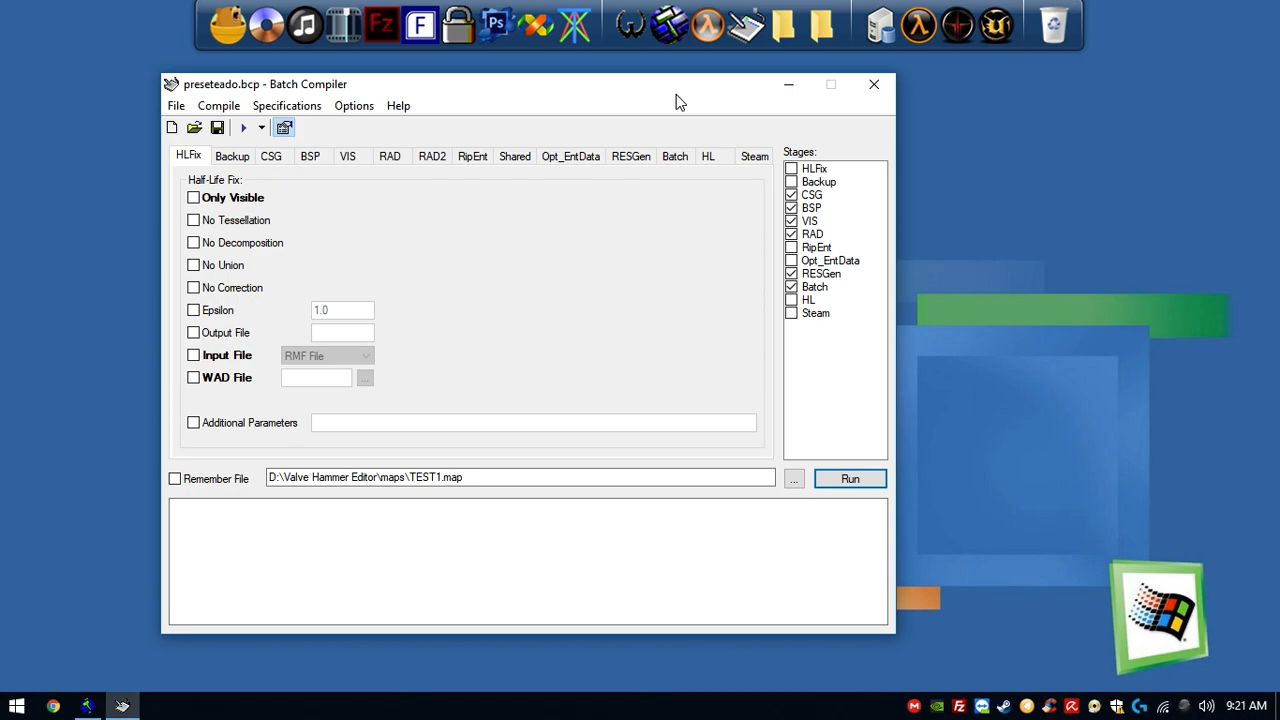 Fz
F
Ps
preseteado.bcp - Batch Compiler
File Compile Specifications Options Help
HLFix Backup CSG BSP VIS RAD RAD2 RipEnt Shared Opt_EntData RESGen Batch HL Steam
Half-Life Fix:
Only Visible
No Tessellation
No Decomposition
No Union
No Correction
Epsilon 1.0
Output File
Input File RMF File
WAD File ...
Additional Parameters
Stages:
HLFix
Backup
CSG
BSP
VIS
RAD
RipEnt
Opt_EntData
RESGen
Batch
HL
Steam
Remember File D:\Valve Hammer Editor\maps\TEST1.map ... Run
9:21 AM